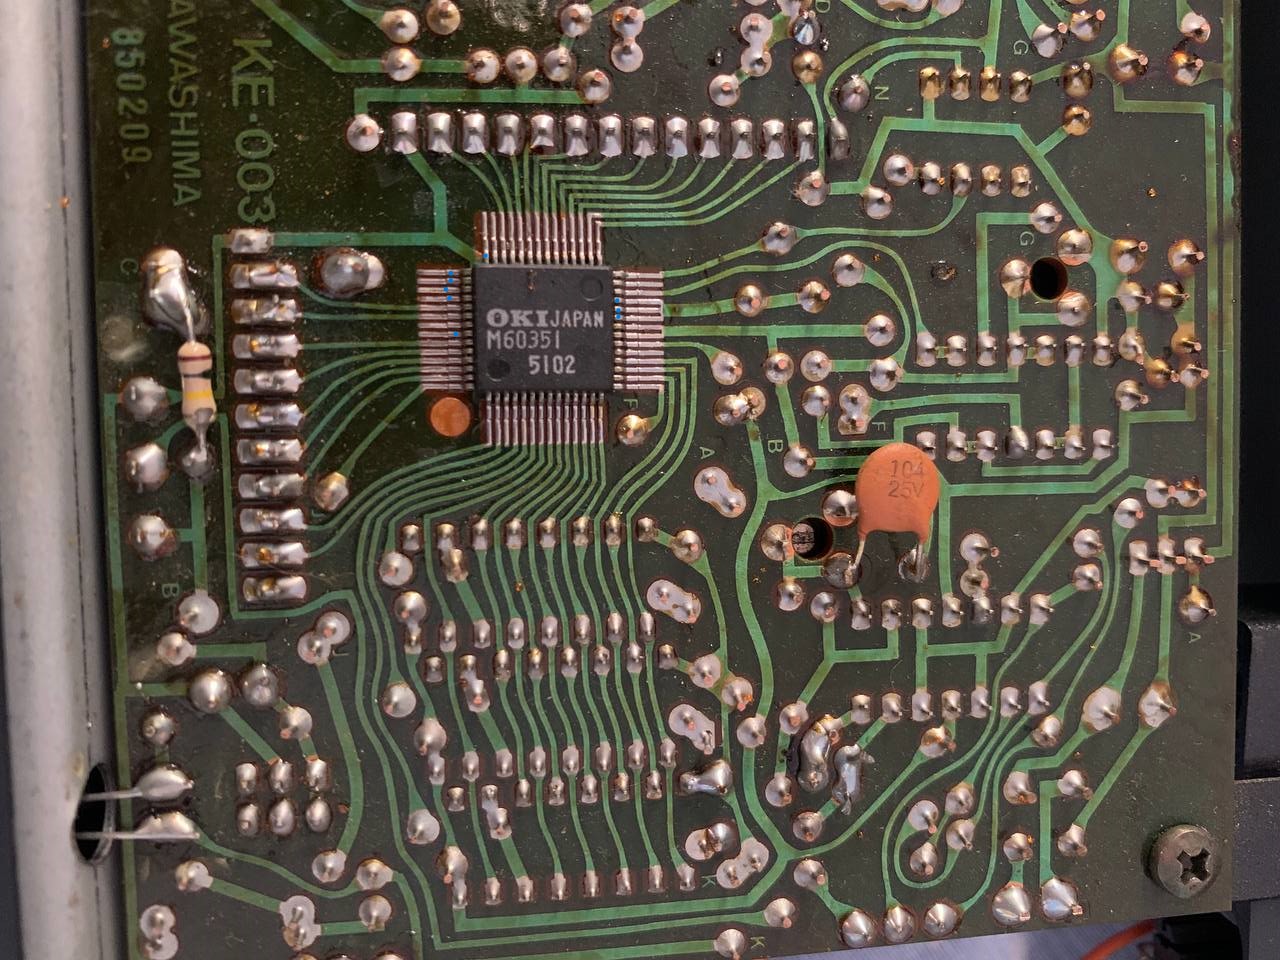 AWASHIMA
850209
KE-003
OKI JAPAN
M60351
5102
104
25V
D
G
N
G
C
F
F
A
B
B
A
K
K